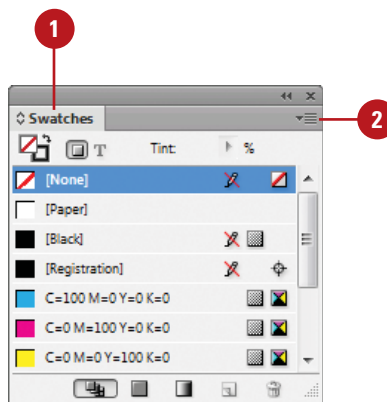 1
Swatches
2
T Tint: %
[None]
[Paper]
[Black]
[Registration]
C=100 M=0 Y=0 K=0
C=0 M=100 Y=0 K=0
C=0 M=0 Y=100 K=0